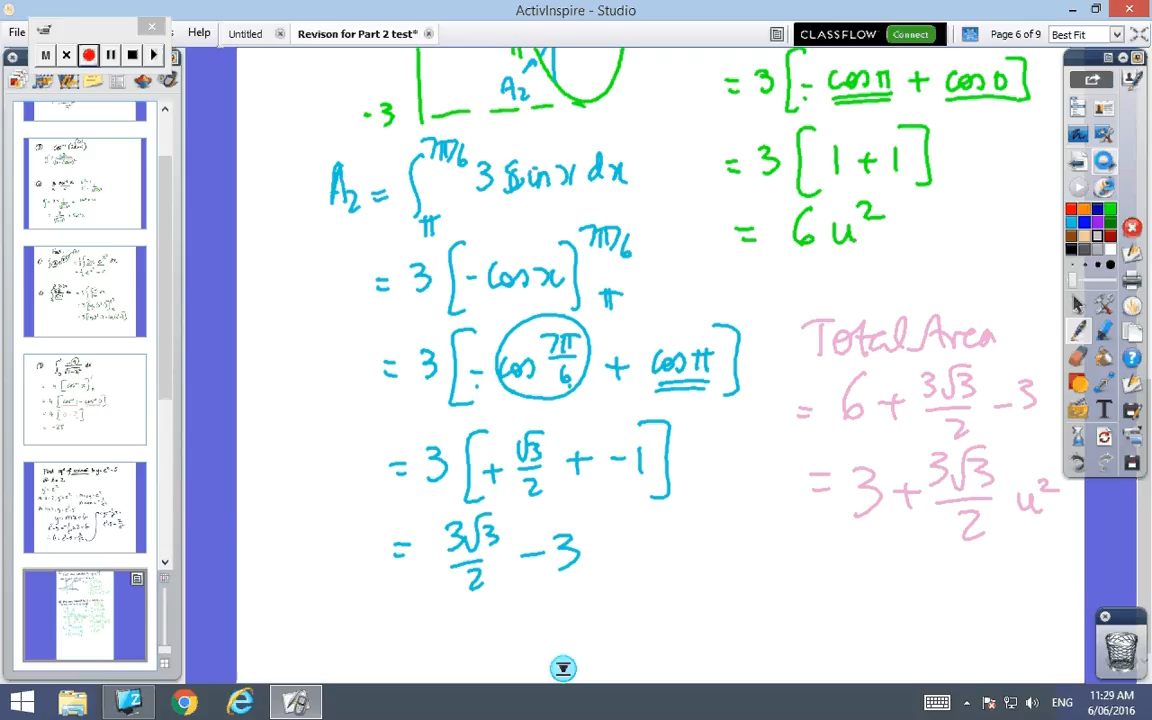 ActivInspire - Studio
File
Help
Untitled
Revison for Part 2 test*
CLASSFLOW Connect
Page 6 of 9
Best Fit
M
-3
A₂
π
= 3 [- cos π + cos 0]
= 3 [1 + 1]
= 6 u²
A₂ = ∫_π^{7π/6} 3 sin x dx
= 3 [- cos x]_π^{7π/6}
= 3 [- cos 7π/6 + cos π]
= 3 [+ √3/2 + -1]
= 3√3/2 - 3
Total Area
= 6 + 3√3/2 - 3
= 3 + 3√3/2 u²
T
ENG
11:29 AM
6/06/2016